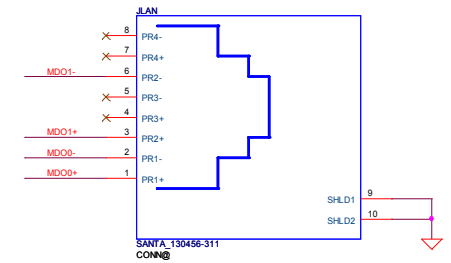 JLAN
8 PR4-
7 PR4+
MDO1- 6 PR2-
5 PR3-
4 PR3+
MDO1+ 3 PR2+
MDO0- 2 PR1-
MDO0+ 1 PR1+
SHLD1 9
SHLD2 10
SANTA_130456-311
CONN@